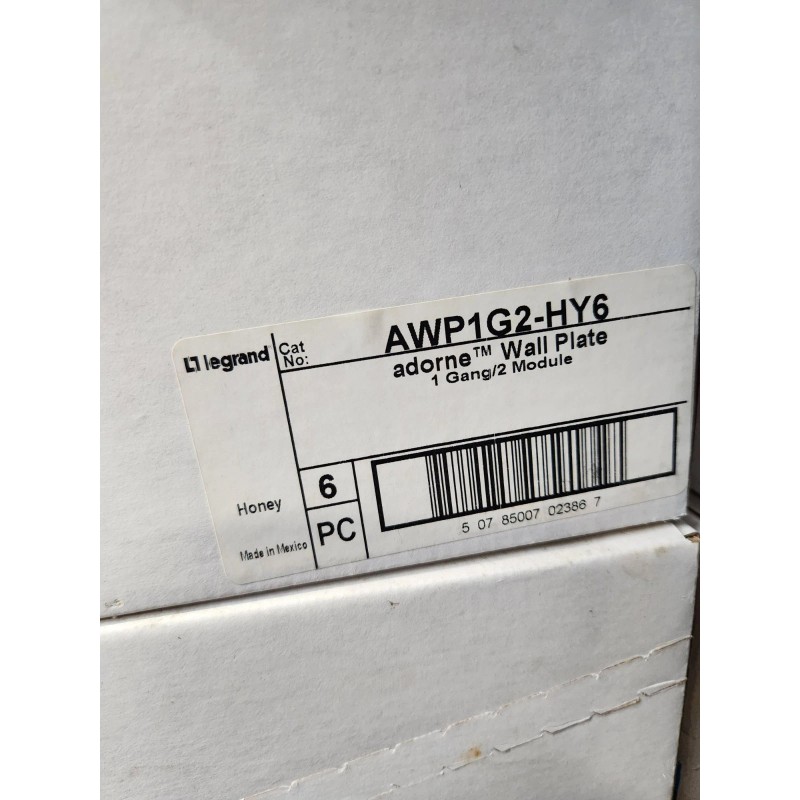 legrand
Cat
No:
AWP1G2-HY6
adorne™ Wall Plate
1 Gang/2 Module
Honey
Made in Mexico
6
PC
5 07 85007 02386 7